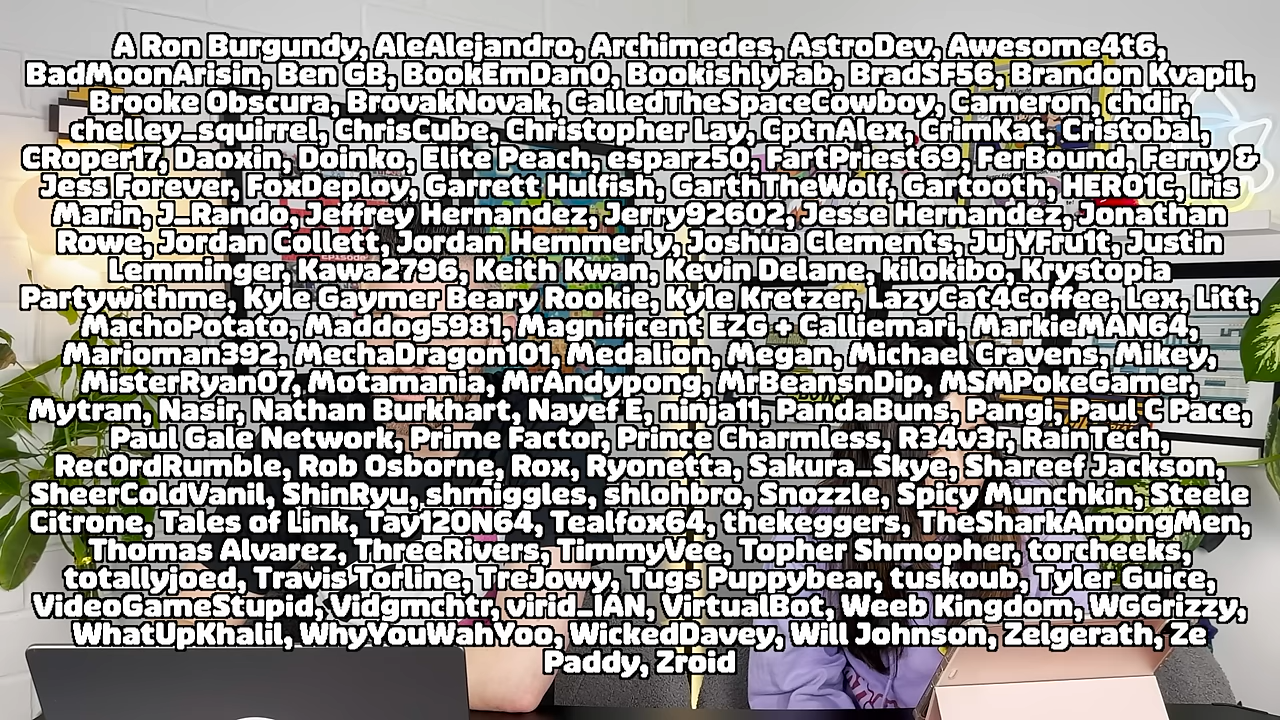 A Ron Burgundy, AleAlejandro, Archimedes, AstroDev, Awesome4t6,
BadMoonArisin, Ben GB, BookEmDanO, BookishlyFab, BradSF56, Brandon Kvapil,
Brooke Obscura, BrovakNovak, CalledTheSpaceCowboy, Cameron, chdir,
chelley_squirrel, ChrisCube, Christopher Lay, CptnAlex, CrimKat, Cristobal,
CRoper17, Daoxin, Doinko, Elite Peach, esparz50, FartPriest69, FerBound, Ferny &
Jess Forever, FoxDeploy, Garrett Hulfish, GarthTheWolf, Gartooth, HERO1C, Iris
Marin, J_Rando, Jeffrey Hernandez, Jerry92602, Jesse Hernandez, Jonathan
Rowe, Jordan Collett, Jordan Hemmerly, Joshua Clements, JujYFru1t, Justin
Lemminger, Kawa2796, Keith Kwan, Kevin Delane, kilokibo, Krystopia
Partywithme, Kyle Gaymer Beary Rookie, Kyle Kretzer, LazyCat4Coffee, Lex, Litt,
MachoPotato, Maddog5981, Magnificent EZG + Calliemari, MarkieMAN64,
Marioman392, MechaDragon101, Medalion, Megan, Michael Cravens, Mikey,
MisterRyan07, Motamania, MrAndypong, MrBeansnDip, MSMPokeGamer,
Mytran, Nasir, Nathan Burkhart, Nayef E, ninja11, PandaBuns, Pangi, Paul C Pace,
Paul Gale Network, Prime Factor, Prince Charmless, R34v3r, RainTech,
Rec0rdRumble, Rob Osborne, Rox, Ryonetta, Sakura_Skye, Shareef Jackson,
SheerColdVanil, ShinRyu, shmiggles, shlohbro, Snozzle, Spicy Munchkin, Steele
Citrone, Tales of Link, Tay120N64, Tealfox64, thekeggers, TheSharkAmongMen,
Thomas Alvarez, ThreeRivers, TimmyVee, Topher Shmopher, torcheeks,
totallyjoed, Travis Torline, TreJowy, Tugs Puppybear, tuskoub, Tyler Guice,
VideoGameStupid, Vidgmchtr, virid_IAN, VirtualBot, Weeb Kingdom, WGGrizzy,
WhatUpKhalil, WhyYouWahYoo, WickedDavey, Will Johnson, Zelgerath, Ze
Paddy, Zroid